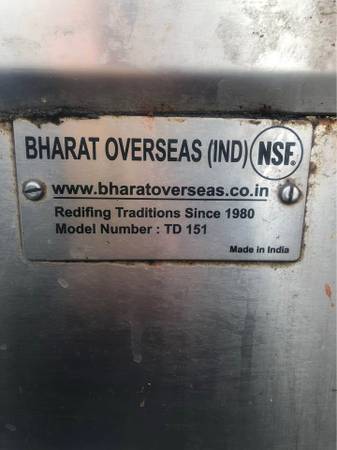 BHARAT OVERSEAS (IND) NSF®
www.bharatoverseas.co.in
Redifing Traditions Since 1980
Model Number : TD 151
Made in India